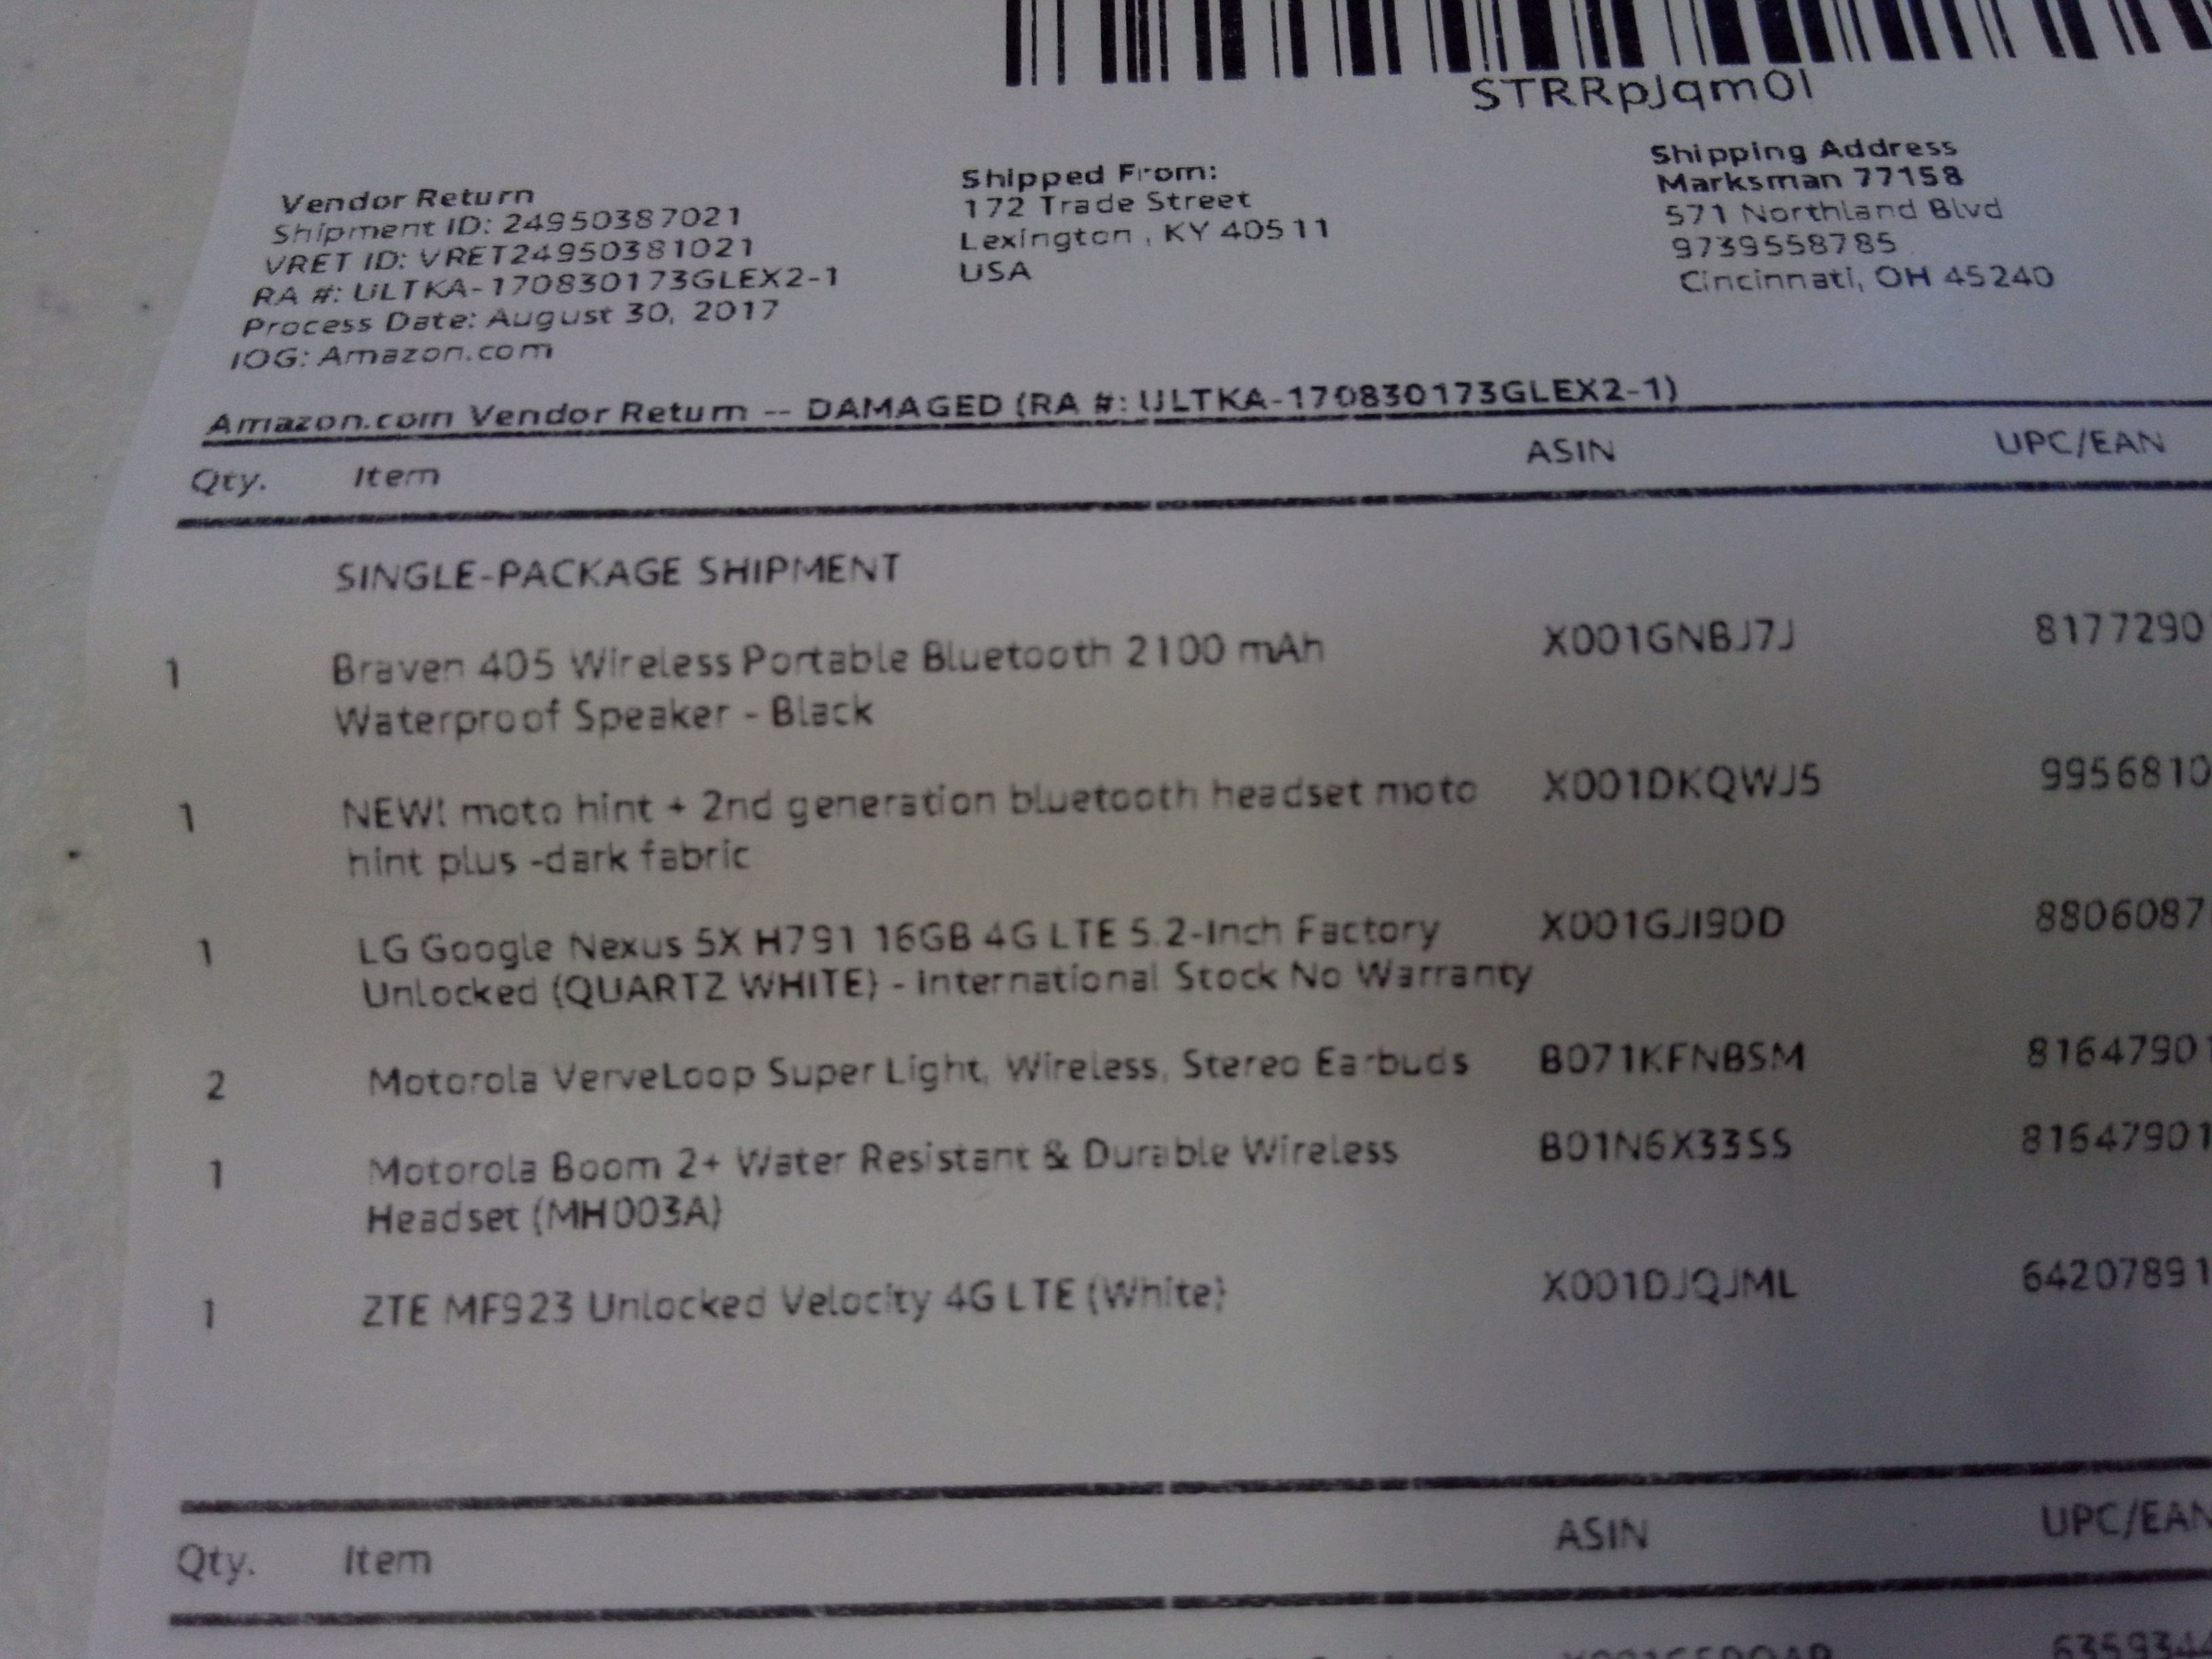 STRRpJqm0l
Vendor Return
Shipment ID: 24950387021
VRET ID: VRET24950381021
RA #: ULTKA-170830173GLEX2-1
Process Date: August 30, 2017
IOG: Amazon.com
Shipped From:
172 Trade Street
Lexington , KY 40511
USA
Shipping Address
Marksman 77158
571 Northland Blvd
9739558785
Cincinnati, OH 45240
Amazon.com Vendor Return -- DAMAGED (RA #: ULTKA-170830173GLEX2-1)
Qty. Item ASIN UPC/EAN
SINGLE-PACKAGE SHIPMENT
1 Braven 405 Wireless Portable Bluetooth 2100 mAh X001GNBJ7J 8177290
Waterproof Speaker - Black
1 NEW! moto hint + 2nd generation bluetooth headset moto X001DKQWJ5 9956810
hint plus -dark fabric
1 LG Google Nexus 5X H791 16GB 4G LTE 5.2-Inch Factory X001GJI90D 8806087
Unlocked (QUARTZ WHITE) - International Stock No Warranty
2 Motorola VerveLoop Super Light, Wireless, Stereo Earbuds B071KFNBSM 81647901
1 Motorola Boom 2+ Water Resistant & Durable Wireless B01N6X33SS 81647901
Headset (MH003A)
1 ZTE MF923 Unlocked Velocity 4G LTE (White) X001DJQJML 64207891
Qty. Item ASIN UPC/EAN